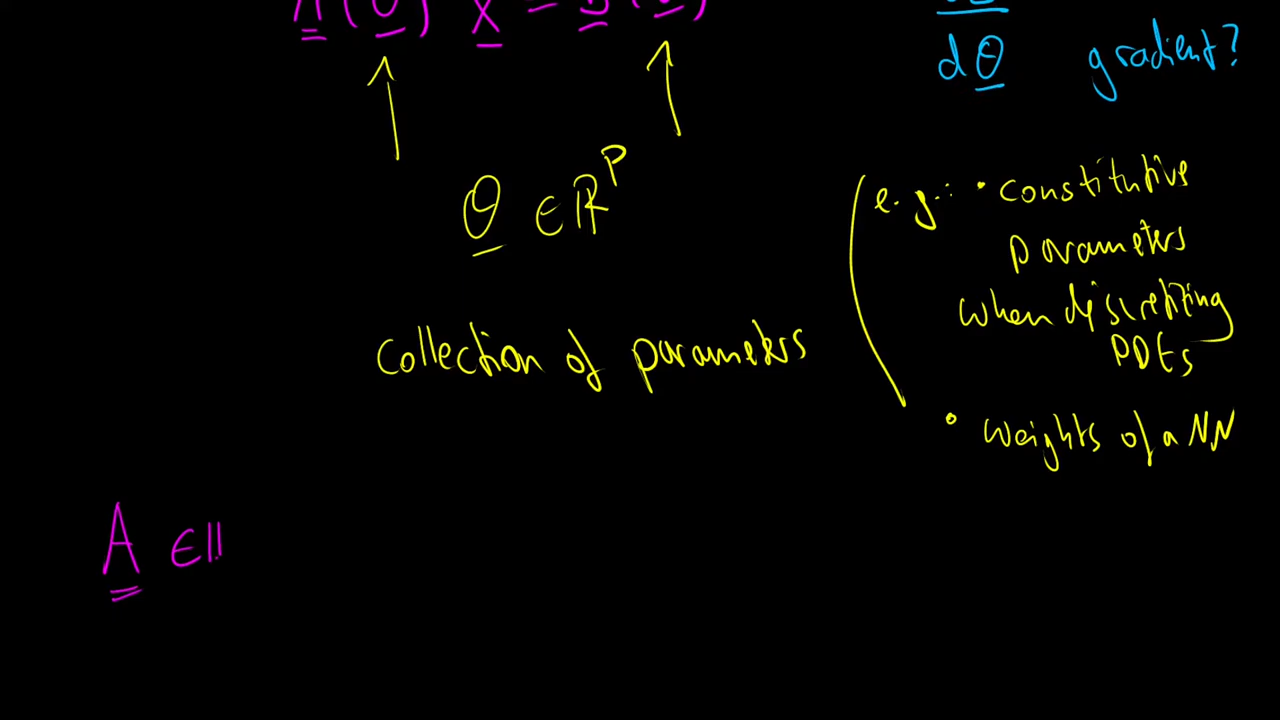 A(θ) x = b(θ)
dθ gradient?
θ ∈ ℝ^P
e.g.: • constitutive
parameters
when discretizing
PDEs
collection of parameters
• weights of a NN
A ∈